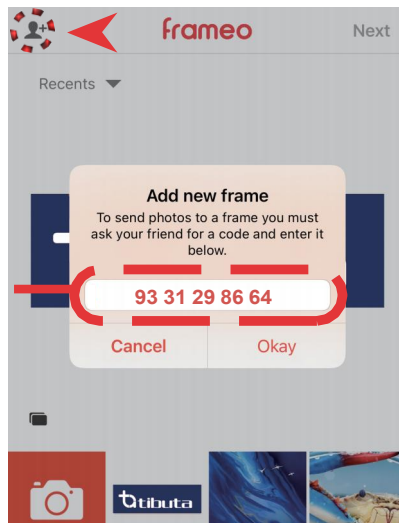 frameo
Next
Recents
Add new frame
To send photos to a frame you must
ask your friend for a code and enter it
below.
93 31 29 86 64
Cancel
Okay
tibuta